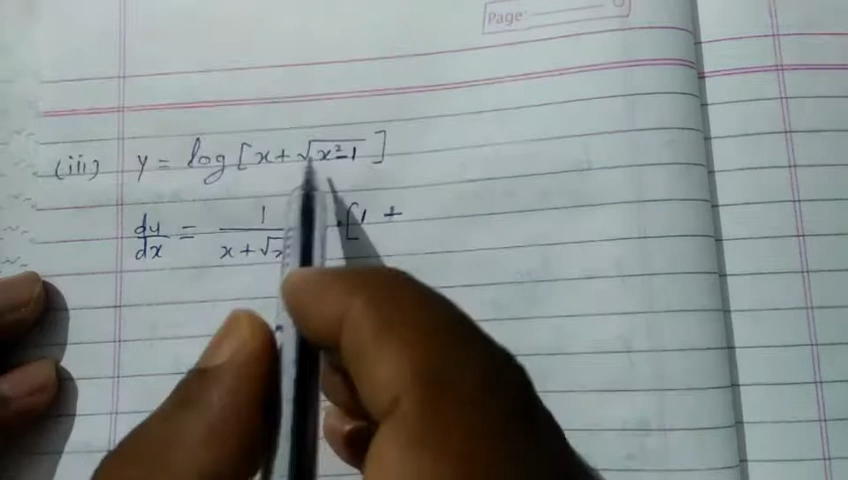 Page:
(iii) y = log [x + √x²-1]
dy/dx = 1/x + √x . [1 +